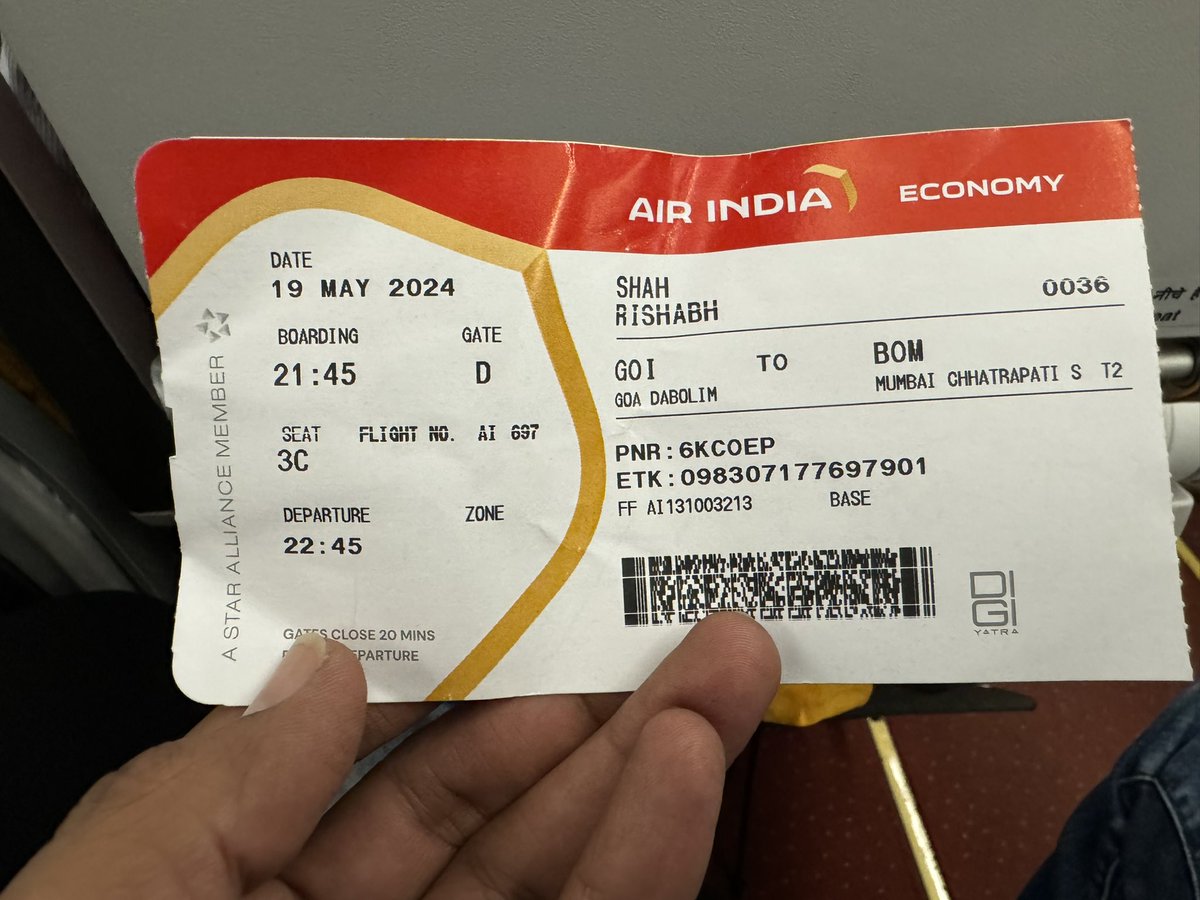 AIR INDIA ECONOMY
DATE
19 MAY 2024
BOARDING GATE
21:45 D
SEAT FLIGHT NO. AI 697
3C
DEPARTURE ZONE
22:45
GATES CLOSE 20 MINS
DEPARTURE
A STAR ALLIANCE MEMBER
SHAH 0036
RISHABH
GOI TO BOM
GOA DABOLIM MUMBAI CHHATRAPATI S T2
PNR:6KCOEP
ETK:098307177697901
FF AI131003213 BASE
DIGI
YATRA